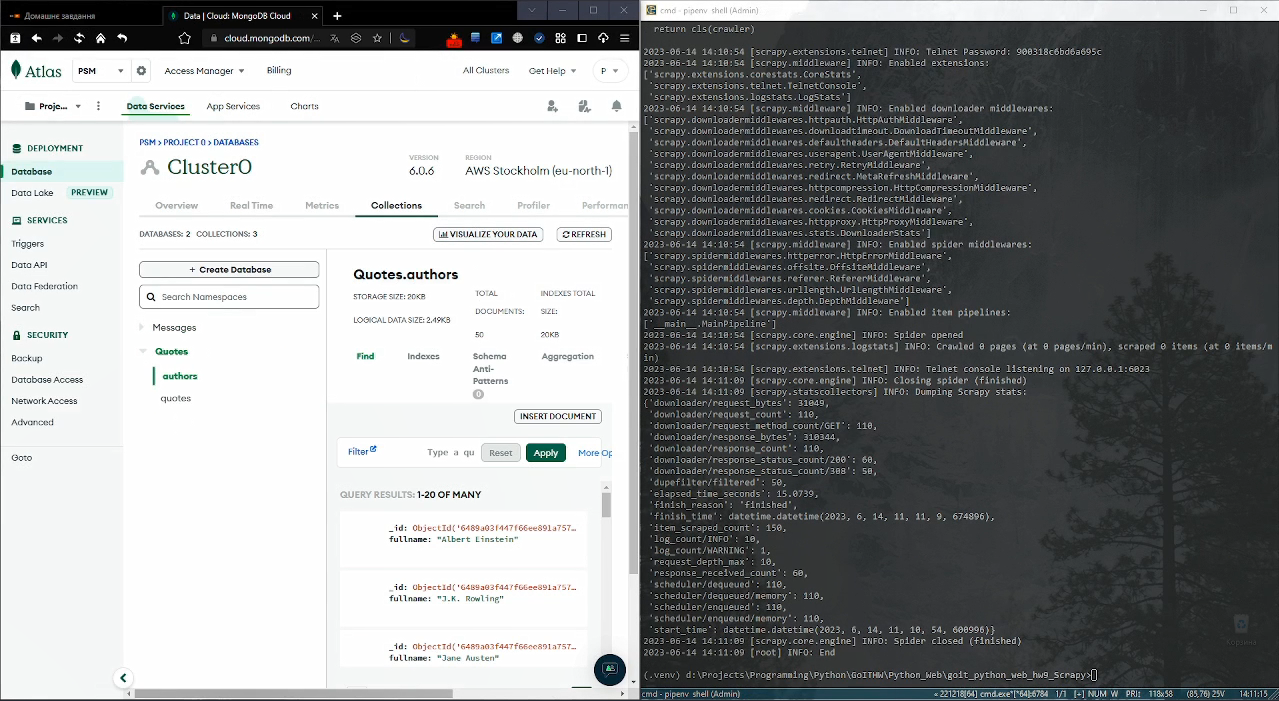 Домашнє завдання
Data | Cloud: MongoDB Cloud
cloud.mongodb.com/...
Atlas
PSM
Access Manager
Billing
All Clusters
Get Help
P
Proje...
Data Services
App Services
Charts
DEPLOYMENT
Database
Data Lake PREVIEW
SERVICES
Triggers
Data API
Data Federation
Search
SECURITY
Backup
Database Access
Network Access
Advanced
Goto
PSM > PROJECT 0 > DATABASES
Cluster0
VERSION
6.0.6
REGION
AWS Stockholm (eu-north-1)
Overview
Real Time
Metrics
Collections
Search
Profiler
Performan
DATABASES: 2 COLLECTIONS: 3
VISUALIZE YOUR DATA
REFRESH
+ Create Database
Search Namespaces
Messages
Quotes
authors
quotes
Quotes.authors
STORAGE SIZE: 20KB
LOGICAL DATA SIZE: 2.49KB
TOTAL
DOCUMENTS:
50
INDEXES TOTAL
SIZE:
20KB
Find
Indexes
Schema
Anti-
Patterns
0
Aggregation
INSERT DOCUMENT
Filter
Type a qu
Reset
Apply
More Op
QUERY RESULTS: 1-20 OF MANY
_id: ObjectId('6489a03f447f66ee891a757…
fullname: "Albert Einstein"
_id: ObjectId('6489a03f447f66ee891a757…
fullname: "J.K. Rowling"
_id: ObjectId('6489a03f447f66ee891a757…
fullname: "Jane Austen"
cmd - pipenv shell (Admin)
return cls(crawler)
2023-06-14 14:10:54 [scrapy.extensions.telnet] INFO: Telnet Password: 900318c6bd6a695c
2023-06-14 14:10:54 [scrapy.middleware] INFO: Enabled extensions:
['scrapy.extensions.corestats.CoreStats',
'scrapy.extensions.telnet.TelnetConsole',
'scrapy.extensions.logstats.LogStats']
2023-06-14 14:10:54 [scrapy.middleware] INFO: Enabled downloader middlewares:
['scrapy.downloadermiddlewares.httpauth.HttpAuthMiddleware',
'scrapy.downloadermiddlewares.downloadtimeout.DownloadTimeoutMiddleware',
'scrapy.downloadermiddlewares.defaultheaders.DefaultHeadersMiddleware',
'scrapy.downloadermiddlewares.useragent.UserAgentMiddleware',
'scrapy.downloadermiddlewares.retry.RetryMiddleware',
'scrapy.downloadermiddlewares.redirect.MetaRefreshMiddleware',
'scrapy.downloadermiddlewares.httpcompression.HttpCompressionMiddleware',
'scrapy.downloadermiddlewares.redirect.RedirectMiddleware',
'scrapy.downloadermiddlewares.cookies.CookiesMiddleware',
'scrapy.downloadermiddlewares.httpproxy.HttpProxyMiddleware',
'scrapy.downloadermiddlewares.stats.DownloaderStats']
2023-06-14 14:10:54 [scrapy.middleware] INFO: Enabled spider middlewares:
['scrapy.spidermiddlewares.httperror.HttpErrorMiddleware',
'scrapy.spidermiddlewares.offsite.OffsiteMiddleware',
'scrapy.spidermiddlewares.referer.RefererMiddleware',
'scrapy.spidermiddlewares.urllength.UrlLengthMiddleware',
'scrapy.spidermiddlewares.depth.DepthMiddleware']
2023-06-14 14:10:54 [scrapy.middleware] INFO: Enabled item pipelines:
['__main__.MainPipeline']
2023-06-14 14:10:54 [scrapy.core.engine] INFO: Spider opened
2023-06-14 14:10:54 [scrapy.extensions.logstats] INFO: Crawled 0 pages (at 0 pages/min), scraped 0 items (at 0 items/m
in)
2023-06-14 14:10:54 [scrapy.extensions.telnet] INFO: Telnet console listening on 127.0.0.1:6023
2023-06-14 14:11:09 [scrapy.core.engine] INFO: Closing spider (finished)
2023-06-14 14:11:09 [scrapy.statscollectors] INFO: Dumping Scrapy stats:
{'downloader/request_bytes': 31049,
'downloader/request_count': 110,
'downloader/request_method_count/GET': 110,
'downloader/response_bytes': 310344,
'downloader/response_count': 110,
'downloader/response_status_count/200': 60,
'downloader/response_status_count/308': 50,
'dupefilter/filtered': 50,
'elapsed_time_seconds': 15.0739,
'finish_reason': 'finished',
'finish_time': datetime.datetime(2023, 6, 14, 11, 11, 9, 674896),
'item_scraped_count': 150,
'log_count/INFO': 10,
'log_count/WARNING': 1,
'request_depth_max': 10,
'response_received_count': 60,
'scheduler/dequeued': 110,
'scheduler/dequeued/memory': 110,
'scheduler/enqueued': 110,
'scheduler/enqueued/memory': 110,
'start_time': datetime.datetime(2023, 6, 14, 11, 10, 54, 600996)}
2023-06-14 14:11:09 [scrapy.core.engine] INFO: Spider closed (finished)
2023-06-14 14:11:09 [root] INFO: End
(.venv) d:\Projects\Programming\Python\GoITHW\Python_Web\goit_python_web_hw9_Scrapy>
Корзина
cmd - pipenv shell (Admin)
« 221218[64] cmd.exe*[*64]:6784 1/1 [+] NUM W PRI: 118x58 (85,76) 25V 14:11:15